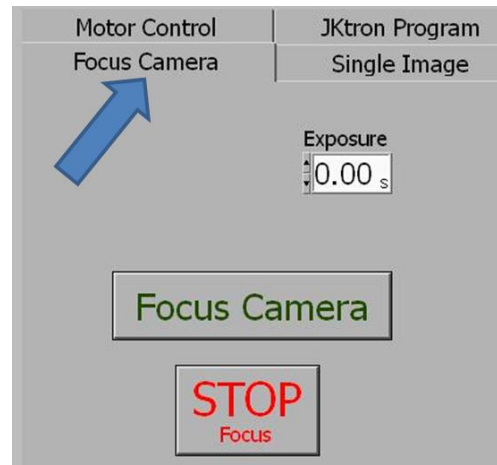 Motor Control
JKtron Program
Focus Camera
Single Image
Exposure
0.00 s
Focus Camera
STOP
Focus